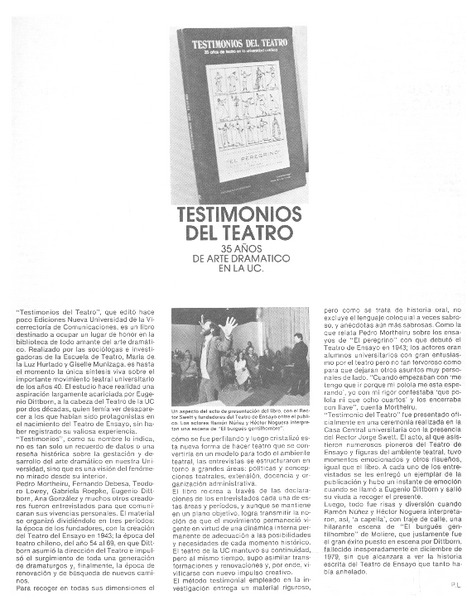 TESTIMONIOS DEL TEATRO
35 años de teatro en la universidad católica
"EL PEREGRINO"
TESTIMONIOS
DEL TEATRO
35 AÑOS
DE ARTE DRAMATICO
EN LA UC.
"Testimonios del Teatro", que editó hace
poco Ediciones Nueva Universidad de la Vi-
cerrectoría de Comunicaciones, es un libro
destinado a ocupar un lugar de honor en la
biblioteca de todo amante del arte dramáti-
co. Realizado por las sociólogas e investi-
gadoras de la Escuela de Teatro, María de
la Luz Hurtado y Giselle Munizaga, es hasta
el momento la única síntesis viva sobre el
importante movimiento teatral universitario
de los años 40. El estudio hace realidad una
aspiración largamente acariciada por Euge-
nio Dittborn, a la cabeza del Teatro de la UC
por dos décadas, quien temía ver desapare-
cer a los que habían sido protagonistas en
el nacimiento del Teatro de Ensayo, sin ha-
ber registrado su valiosa experiencia.
"Testimonios", como su nombre lo indica,
no es tan sólo un recuerdo de datos o una
reseña histórica sobre la gestación y de-
sarrollo del arte dramático en nuestra Uni-
versidad, sino que es una visión del fenóme-
no mirado desde su interior.
Pedro Mortheiru, Fernando Debesa, Teodo-
ro Lowey, Gabriela Roepke, Eugenio Ditt-
born, Ana González y muchos otros creado-
res fueron entrevistados para que comuni-
caran sus vivencias personales. El material
se organizó dividiéndolo en tres períodos:
la época de los fundadores, con la creación
del Teatro del Ensayo en 1943; la época del
teatro chileno, del año 54 al 69, en que Ditt-
born asumió la dirección del Teatro e impul-
só el surgimiento de toda una generación
de dramaturgos y, finalmente, la época de
renovación y de búsqueda de nuevos cami-
nos.
Para recoger en todas sus dimensiones el
Un aspecto del acto de presentación del libro, con el Rec-
tor Swett y fundadores del Teatro de Ensayo entre el públi-
co. Los actores Ramón Núñez y Héctor Noguera interpre-
tan una escena de "El burgués gentilhombre".
cómo se fue perfilando y luego cristalizó es-
ta nueva forma de hacer teatro que se con-
vertiría en un modelo para todo el ambiente
teatral, las entrevistas se estructuraron en
torno a grandes áreas: políticas y concep-
ciones teatrales, extensión, docencia y or-
ganización administrativa.
El libro recrea a través de las declara-
ciones de los entrevistados cada una de es-
tas áreas y períodos, y aunque se mantiene
en un plano objetivo, logra transmitir la no-
ción de que el movimiento permaneció vi-
gente en virtud de una dinámica interna per-
manente de adecuación a las posibilidades
y necesidades de cada momento histórico.
El teatro de la UC mantuvo su continuidad,
pero al mismo tiempo, supo asimilar trans-
formaciones y renovaciones y, por ende, vi-
vificarse con nuevo impulso creativo.
El método testimonial empleado en la in-
vestigación entrega un material riguroso,
pero como se trata de historia oral, no
excluye el lenguaje coloquial a veces sabro-
so, y anécdotas aún más sabrosas. Como la
que relata Pedro Mortheiru sobre los ensa-
yos de "El peregrino" con que debutó el
Teatro de Ensayo en 1943; los actores eran
alumnos universitarios con gran entusias-
mo por el teatro pero no tan fervoroso como
para que dejaran otros asuntos muy perso-
nales de lado. "Cuando empezaban con 'me
tengo que ir porque mi polola me esta espe-
rando', yo con mi rigor contestaba 'que po-
lola ni que ocho cuartos' y los encerraba
con llave", cuenta Mortheiru.
"Testimonio del Teatro" fue presentado ofi-
cialmente en una ceremonia realizada en la
Casa Central universitaria con la presencia
del Rector Jorge Swett. El acto, al que asis-
tieron numerosos pioneros del Teatro de
Ensayo y figuras del ambiente teatral, tuvo
momentos emocionados y otros risueños,
igual que el libro. A cada uno de los entre-
vistados se les entregó un ejemplar de la
publicación y hubo un instante de emoción
cuando se llamó a Eugenio Dittborn y salió
su viuda a recoger el presente.
Luego, todo fue risas y diversión cuando
Ramón Núñez y Héctor Noguera interpreta-
ron, así, 'a capella', con traje de calle, una
hilarante escena de "El burgués gen-
tilhombre" de Moliere, que justamente fue
el gran éxito puesto en escena por Dittborn,
fallecido inesperadamente en diciembre de
1979, sin que alcanzara a ver la historia
escrita del Teatro de Ensayo que tanto ha-
bía anhelado.